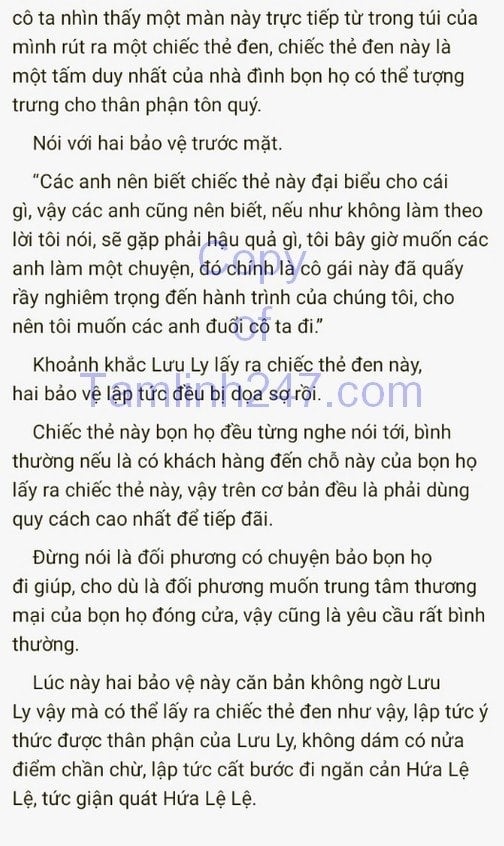 cô ta nhìn thấy một màn này trực tiếp từ trong túi của
mình rút ra một chiếc thẻ đen, chiếc thẻ đen này là
một tấm duy nhất của nhà đình bọn họ có thể tượng
trưng cho thân phận tôn quý.
Nói với hai bảo vệ trước mặt.
“Các anh nên biết chiếc thẻ này đại biểu cho cái
gì, vậy các anh cũng nên biết, nếu như không làm theo
lời tôi nói, sẽ gặp phải hậu quả gì, tôi bây giờ muốn các
anh làm một chuyện, đó chính là cô gái này đã quấy
rầy nghiêm trọng đến hành trình của chúng tôi, cho
nên tôi muốn các anh đuổi cô ta đi.”
Khoảnh khắc Lưu Ly lấy ra chiếc thẻ đen này,
hai bảo vệ lập tức đều bị dọa sợ rồi.
Chiếc thẻ này bọn họ đều từng nghe nói tới, bình
thường nếu là có khách hàng đến chỗ này của bọn họ
lấy ra chiếc thẻ này, vậy trên cơ bản đều là phải dùng
quy cách cao nhất để tiếp đãi.
Đừng nói là đối phương có chuyện bảo bọn họ
đi giúp, cho dù là đối phương muốn trung tâm thương
mại của bọn họ đóng cửa, vậy cũng là yêu cầu rất bình
thường.
Lúc này hai bảo vệ này căn bản không ngờ Lưu
Ly vậy mà có thể lấy ra chiếc thẻ đen như vậy, lập tức ý
thức được thân phận của Lưu Ly, không dám có nửa
điểm chần chừ, lập tức cất bước đi ngăn cản Hứa Lệ
Lệ, tức giận quát Hứa Lệ Lệ.
Copy
of
Tamlinh247.com